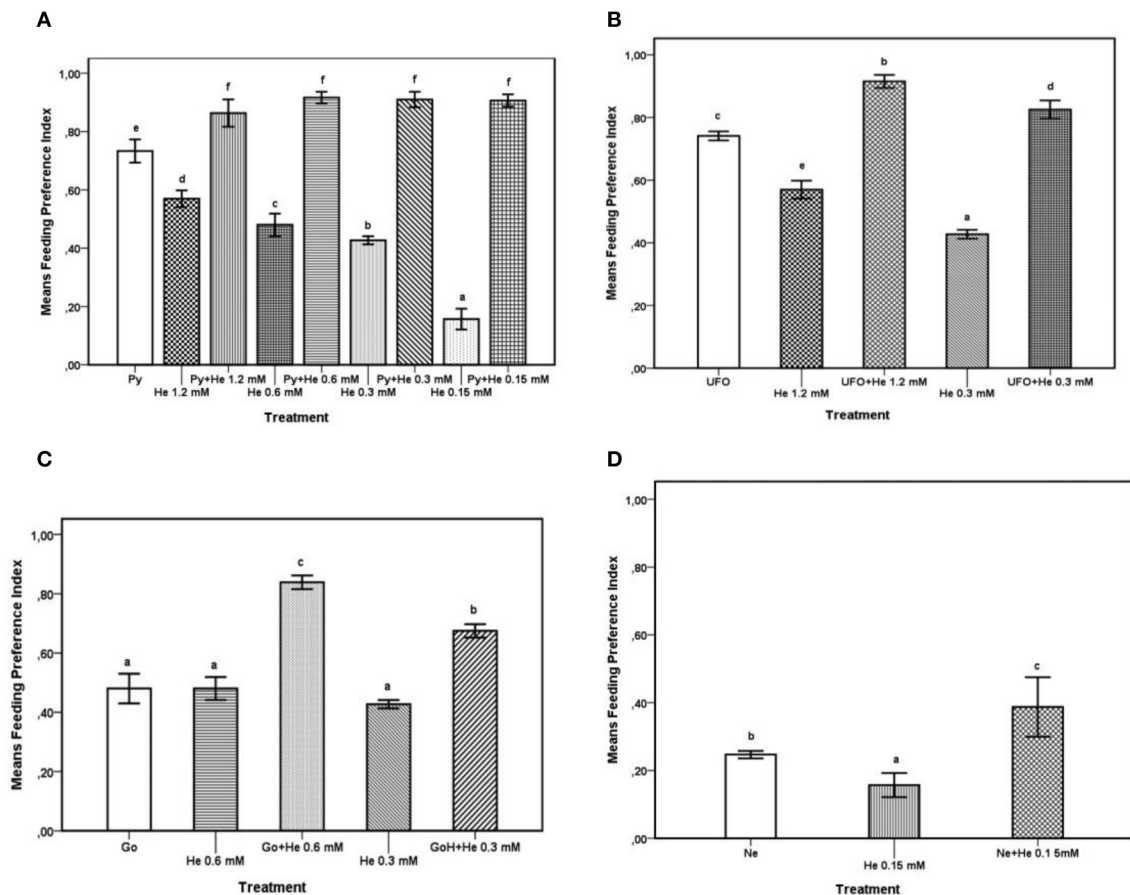 A
Means Feeding Preference Index
1,00
,80
,60
,40
,20
,00
e
d
f
c
f
b
f
a
f
Py
He 1.2 mM
Py+He 1.2 mM
He 0.6 mM
Py+He 0.6 mM
He 0.3 mM
Py+He 0.3 mM
He 0.15 mM
Py+He 0.15 mM
Treatment
B
Means Feeding Preference Index
1,00
,80
,60
,40
,20
,00
c
e
b
a
d
UFO
He 1.2 mM
UFO+He 1.2 mM
He 0.3 mM
UFO+He 0.3 mM
Treatment
C
Means Feeding Preference Index
1,00
,80
,60
,40
,20
,00
a
a
c
a
b
Go
He 0.6 mM
Go+He 0.6 mM
He 0.3 mM
GoH+He 0.3 mM
Treatment
D
Means Feeding Preference Index
1,00
,80
,60
,40
,20
,00
b
a
c
Ne
He 0.15 mM
Ne+He 0.1 5mM
Treatment